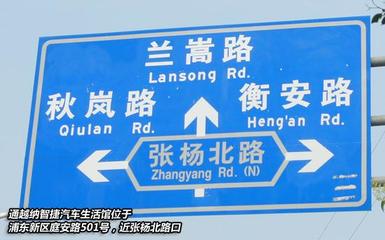 兰嵩路
Lansong Rd.
秋岚路
Qiulan Rd.
衡安路
Heng'an Rd.
张杨北路
Zhangyang Rd. (N)
通越纳智捷汽车生活馆位于
浦东新区庭安路501号，近张杨北路口